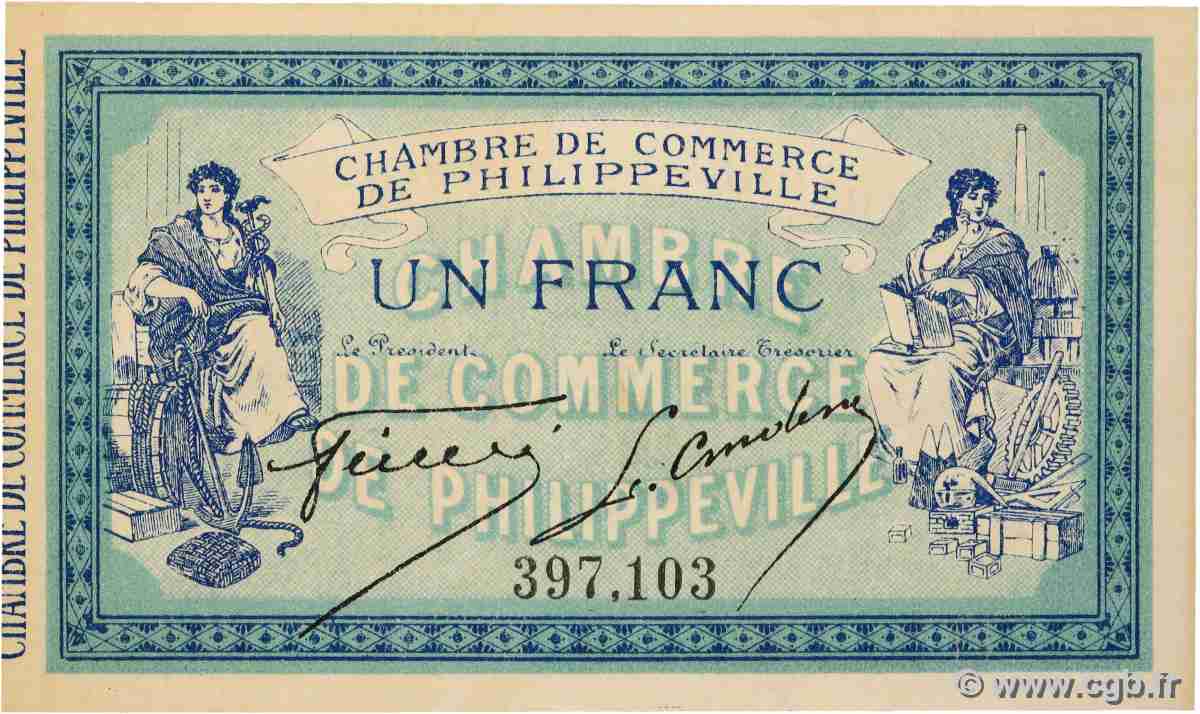 CHAMBRE DE COMMERCE DE PHILIPPEVILL
CHAMBRE DE COMMERCE
DE PHILIPPEVILLE
UN FRANC
CHAMBRE
DE COMMERCE
DE PHILIPPEVILLE
Le Président. Le Secrétaire Trésorier
397,103
© www.cgb.fr